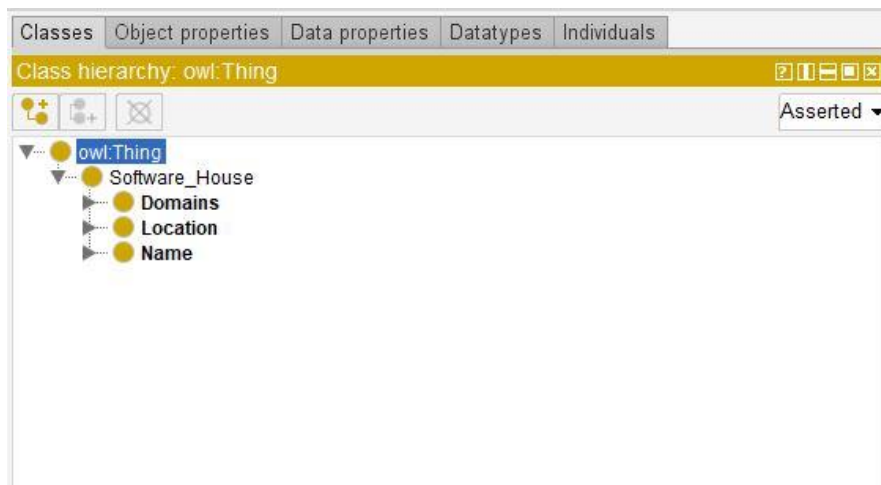 Classes Object properties Data properties Datatypes Individuals
Class hierarchy: owl:Thing
Asserted
owl:Thing
Software_House
Domains
Location
Name